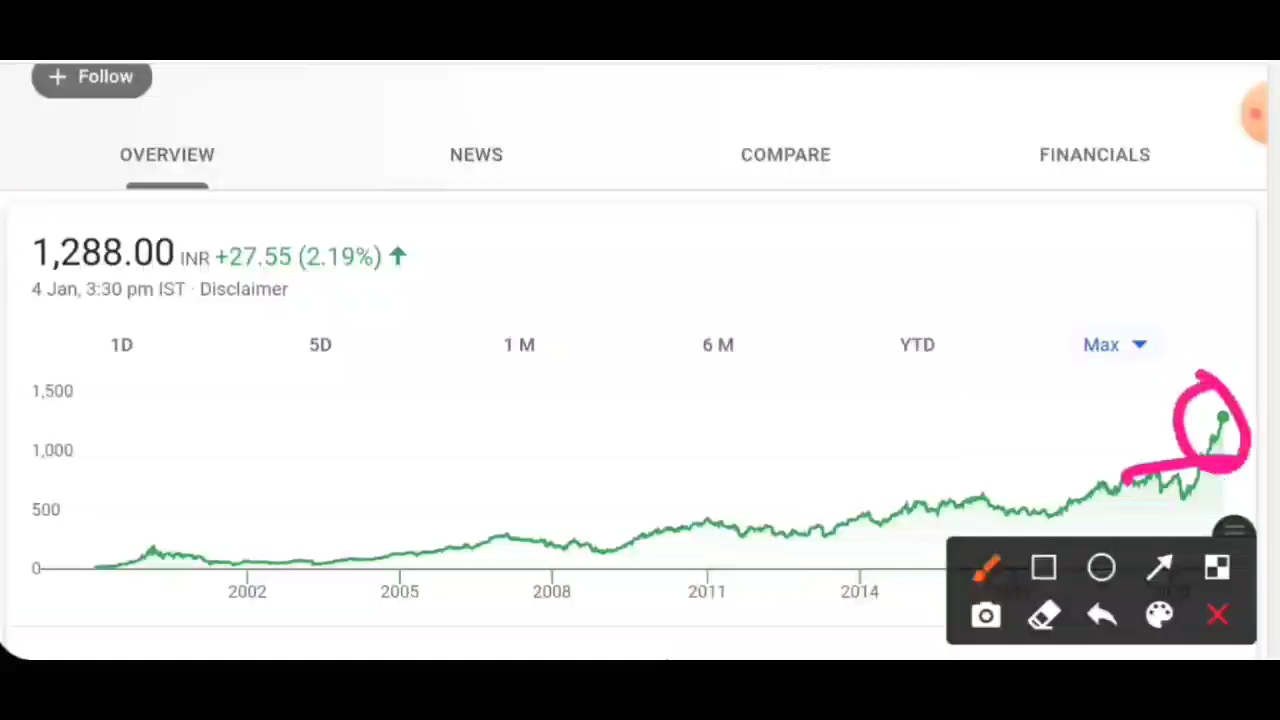 + Follow
OVERVIEW NEWS COMPARE FINANCIALS
1,288.00 INR +27.55 (2.19%) ↑
4 Jan, 3:30 pm IST · Disclaimer
1D 5D 1 M 6 M YTD Max
1,500
1,000
500
0
2002 2005 2008 2011 2014